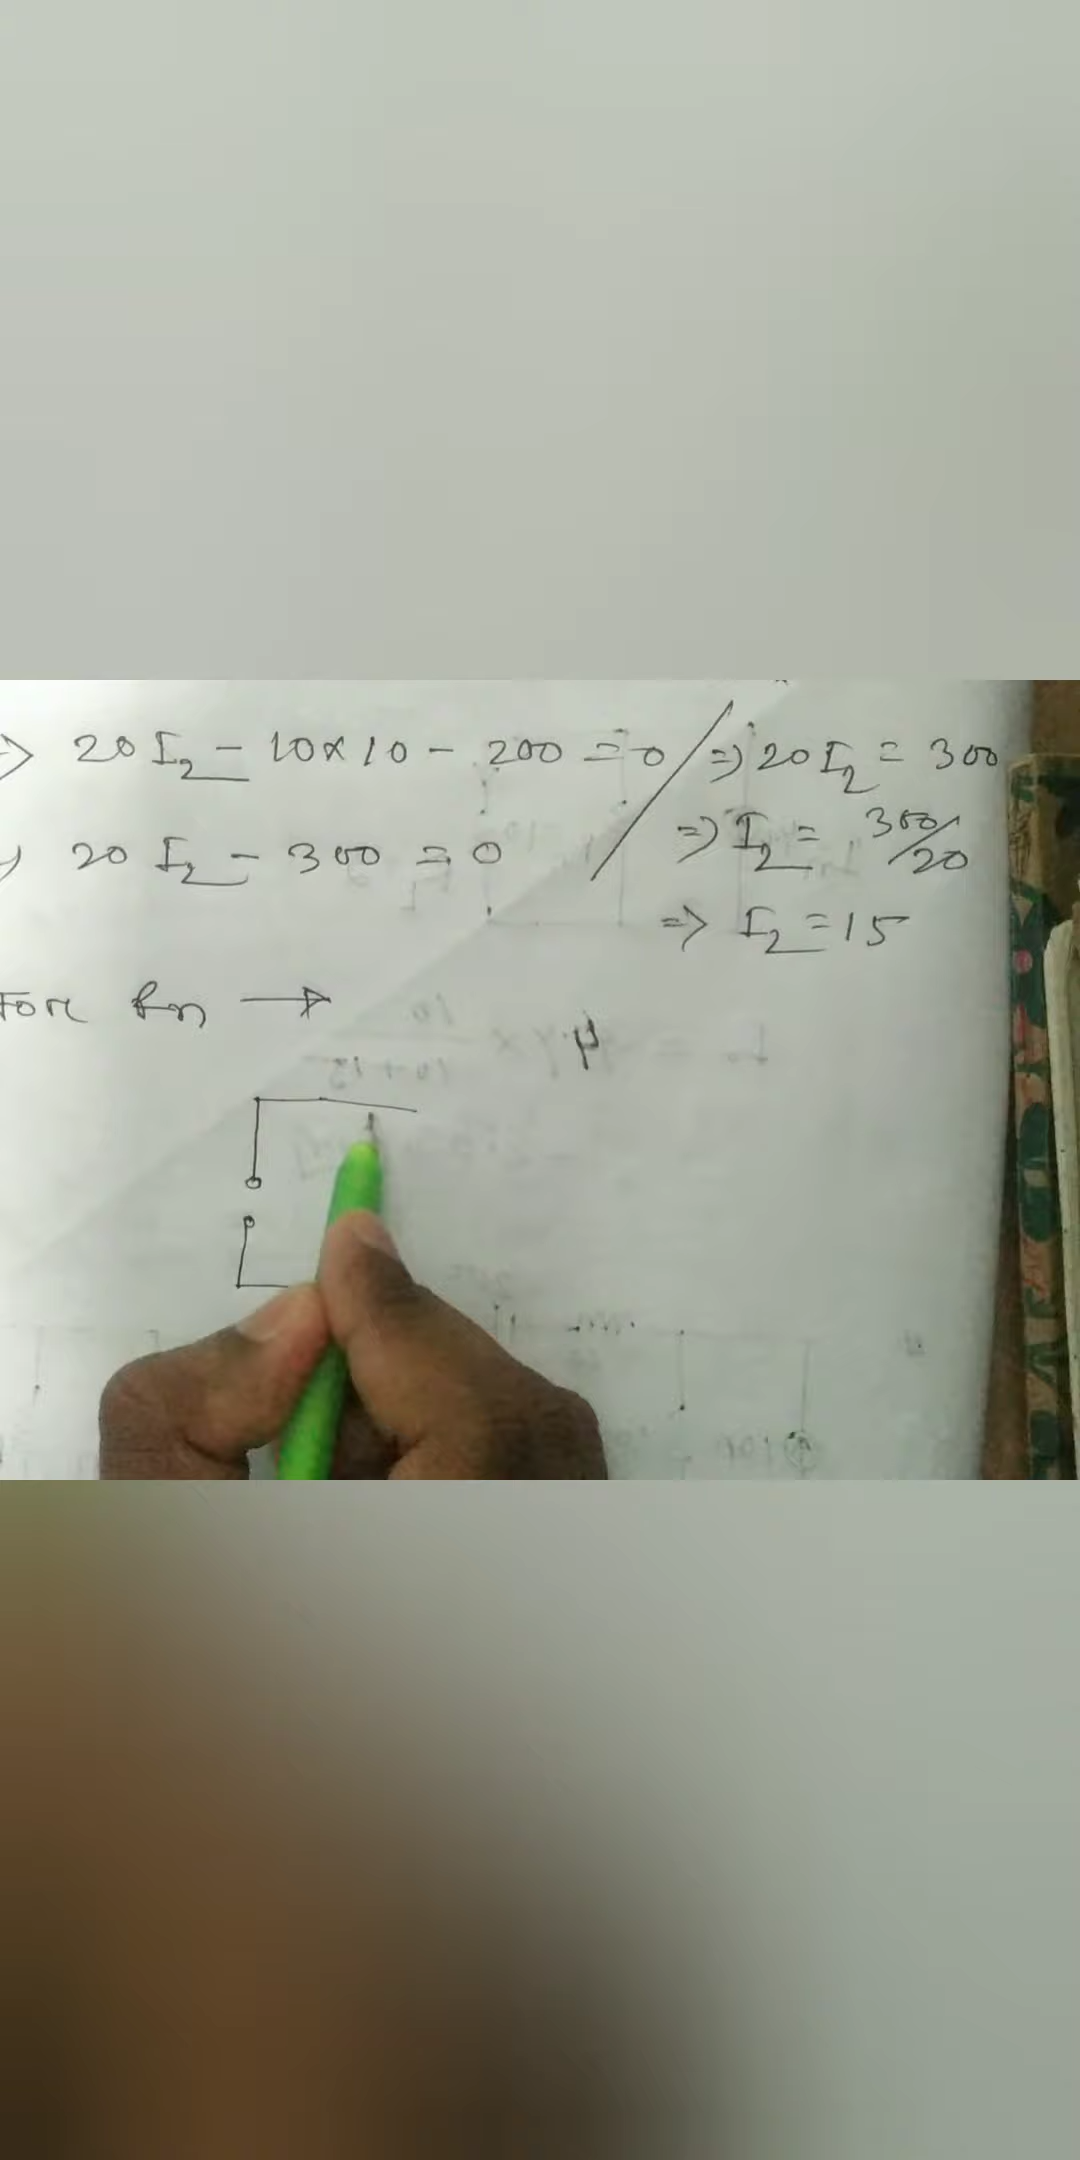 => 20 I₂ - 10 × 10 - 200 = 0 / => 20 I₂ = 300
=> 20 I₂ - 300 = 0
=> I₂ = 300/20
=> I₂ = 15
For Rn →